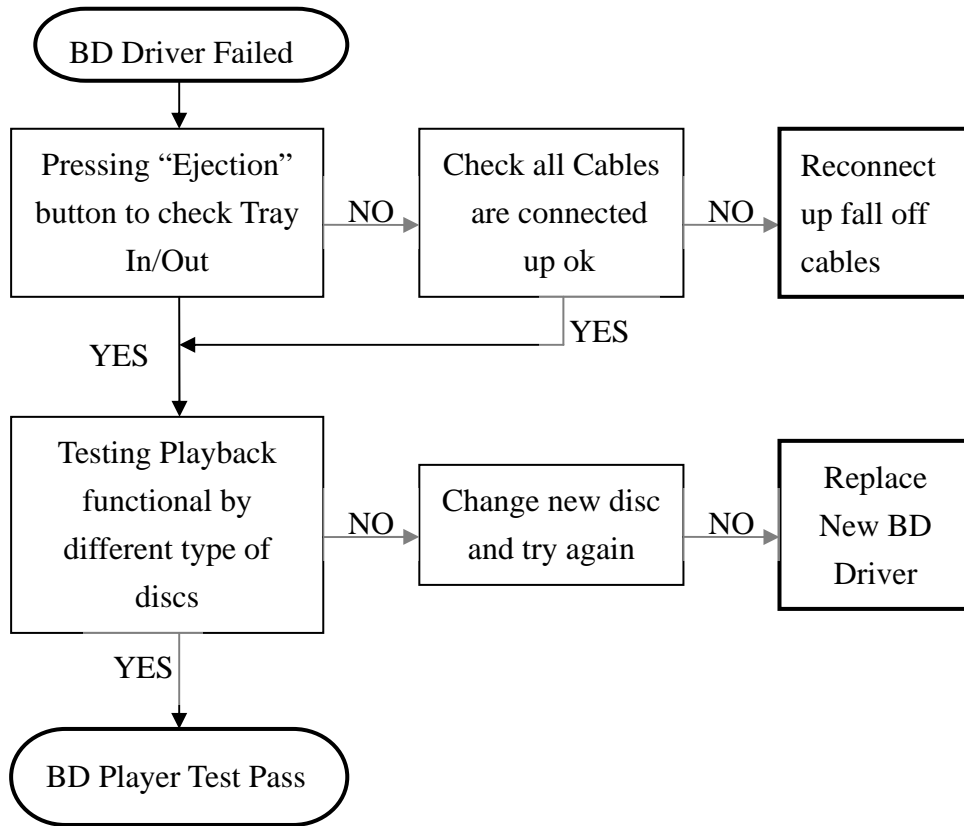 BD Driver Failed
Pressing “Ejection”
button to check Tray
In/Out
NO
Check all Cables
are connected
up ok
NO
Reconnect
up fall off
cables
YES
YES
Testing Playback
functional by
different type of
discs
NO
Change new disc
and try again
NO
Replace
New BD
Driver
YES
BD Player Test Pass